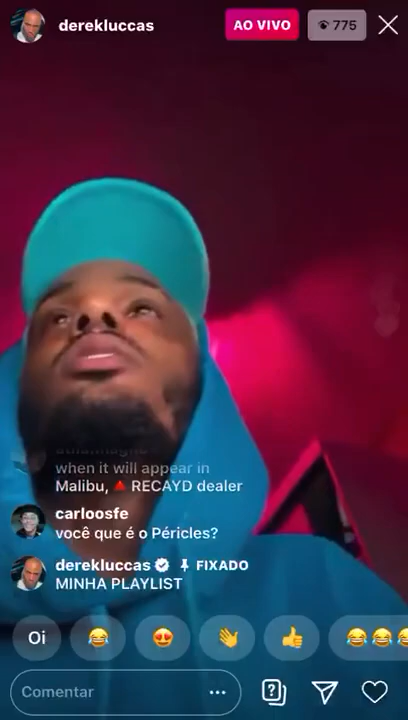 derekluccas
AO VIVO
775
when it will appear in
Malibu, 🔺 RECAYD dealer
carloosfe
você que é o Péricles?
derekluccas FIXADO
MINHA PLAYLIST
Oi
Comentar